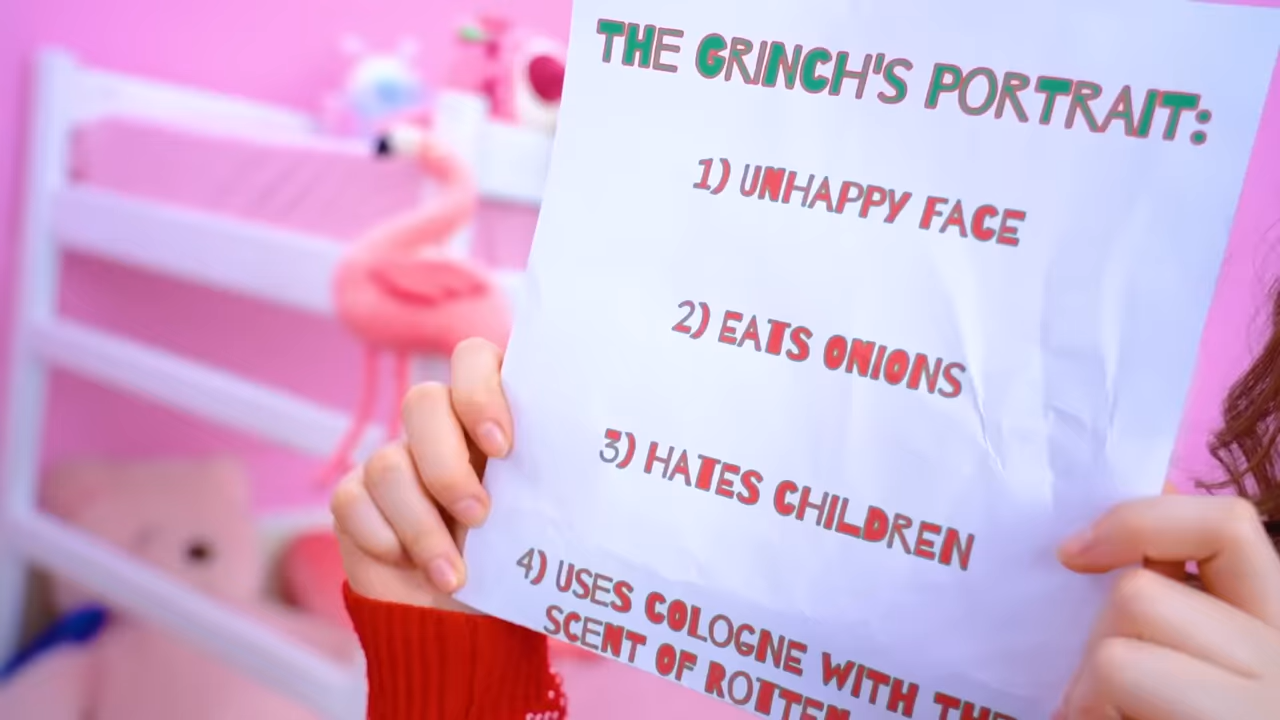 THE GRINCH'S PORTRAIT:
1) UNHAPPY FACE
2) EATS ONIONS
3) HATES CHILDREN
4) USES COLOGNE WITH THE
SCENT OF ROTTEN